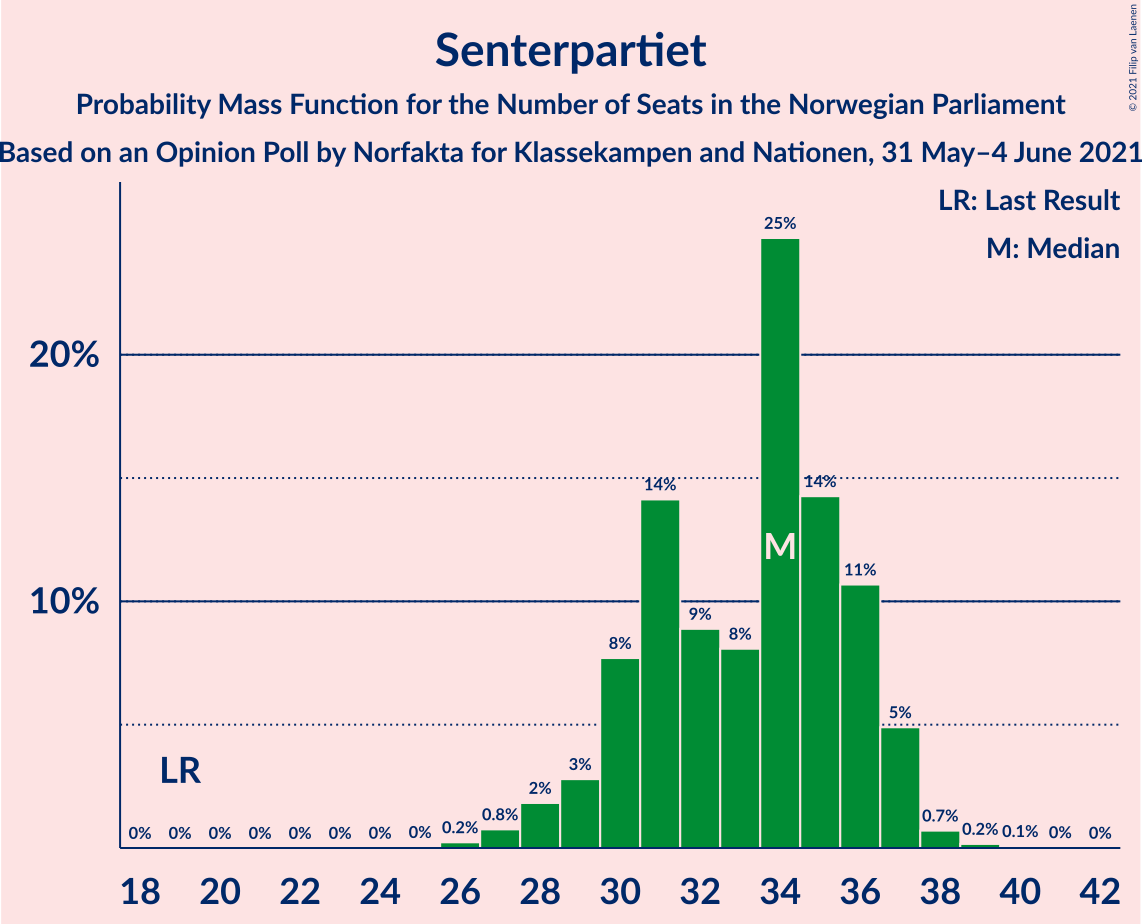 Senterpartiet
Probability Mass Function for the Number of Seats in the Norwegian Parliament
Based on an Opinion Poll by Norfakta for Klassekampen and Nationen, 31 May–4 June 2021
© 2021 Filip van Laenen
LR: Last Result
M: Median
20%
10%
0% 0% 0% 0% 0% 0% 0% 0% 0.2% 0.8% 2% 3% 8% 14% 9% 8% 25% 14% 11% 5% 0.7% 0.2% 0.1% 0% 0%
LR
M
18 20 22 24 26 28 30 32 34 36 38 40 42